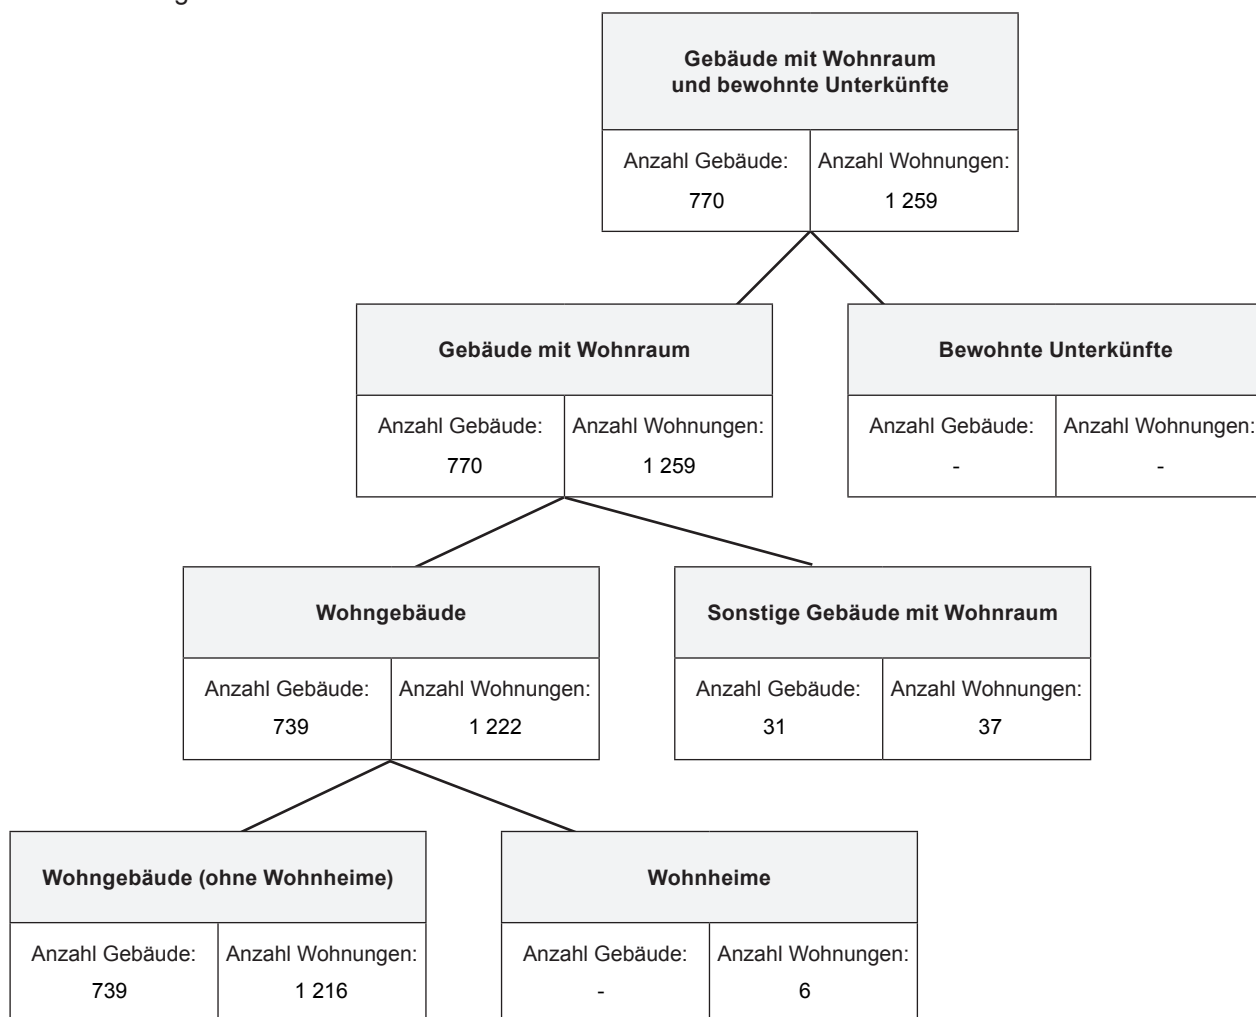 Gebäude mit Wohnraum
und bewohnte Unterkünfte
Anzahl Gebäude: Anzahl Wohnungen:
770 1 259
Gebäude mit Wohnraum
Anzahl Gebäude: Anzahl Wohnungen:
770 1 259
Bewohnte Unterkünfte
Anzahl Gebäude: Anzahl Wohnungen:
- -
Wohngebäude
Anzahl Gebäude: Anzahl Wohnungen:
739 1 222
Sonstige Gebäude mit Wohnraum
Anzahl Gebäude: Anzahl Wohnungen:
31 37
Wohngebäude (ohne Wohnheime)
Anzahl Gebäude: Anzahl Wohnungen:
739 1 216
Wohnheime
Anzahl Gebäude: Anzahl Wohnungen:
- 6